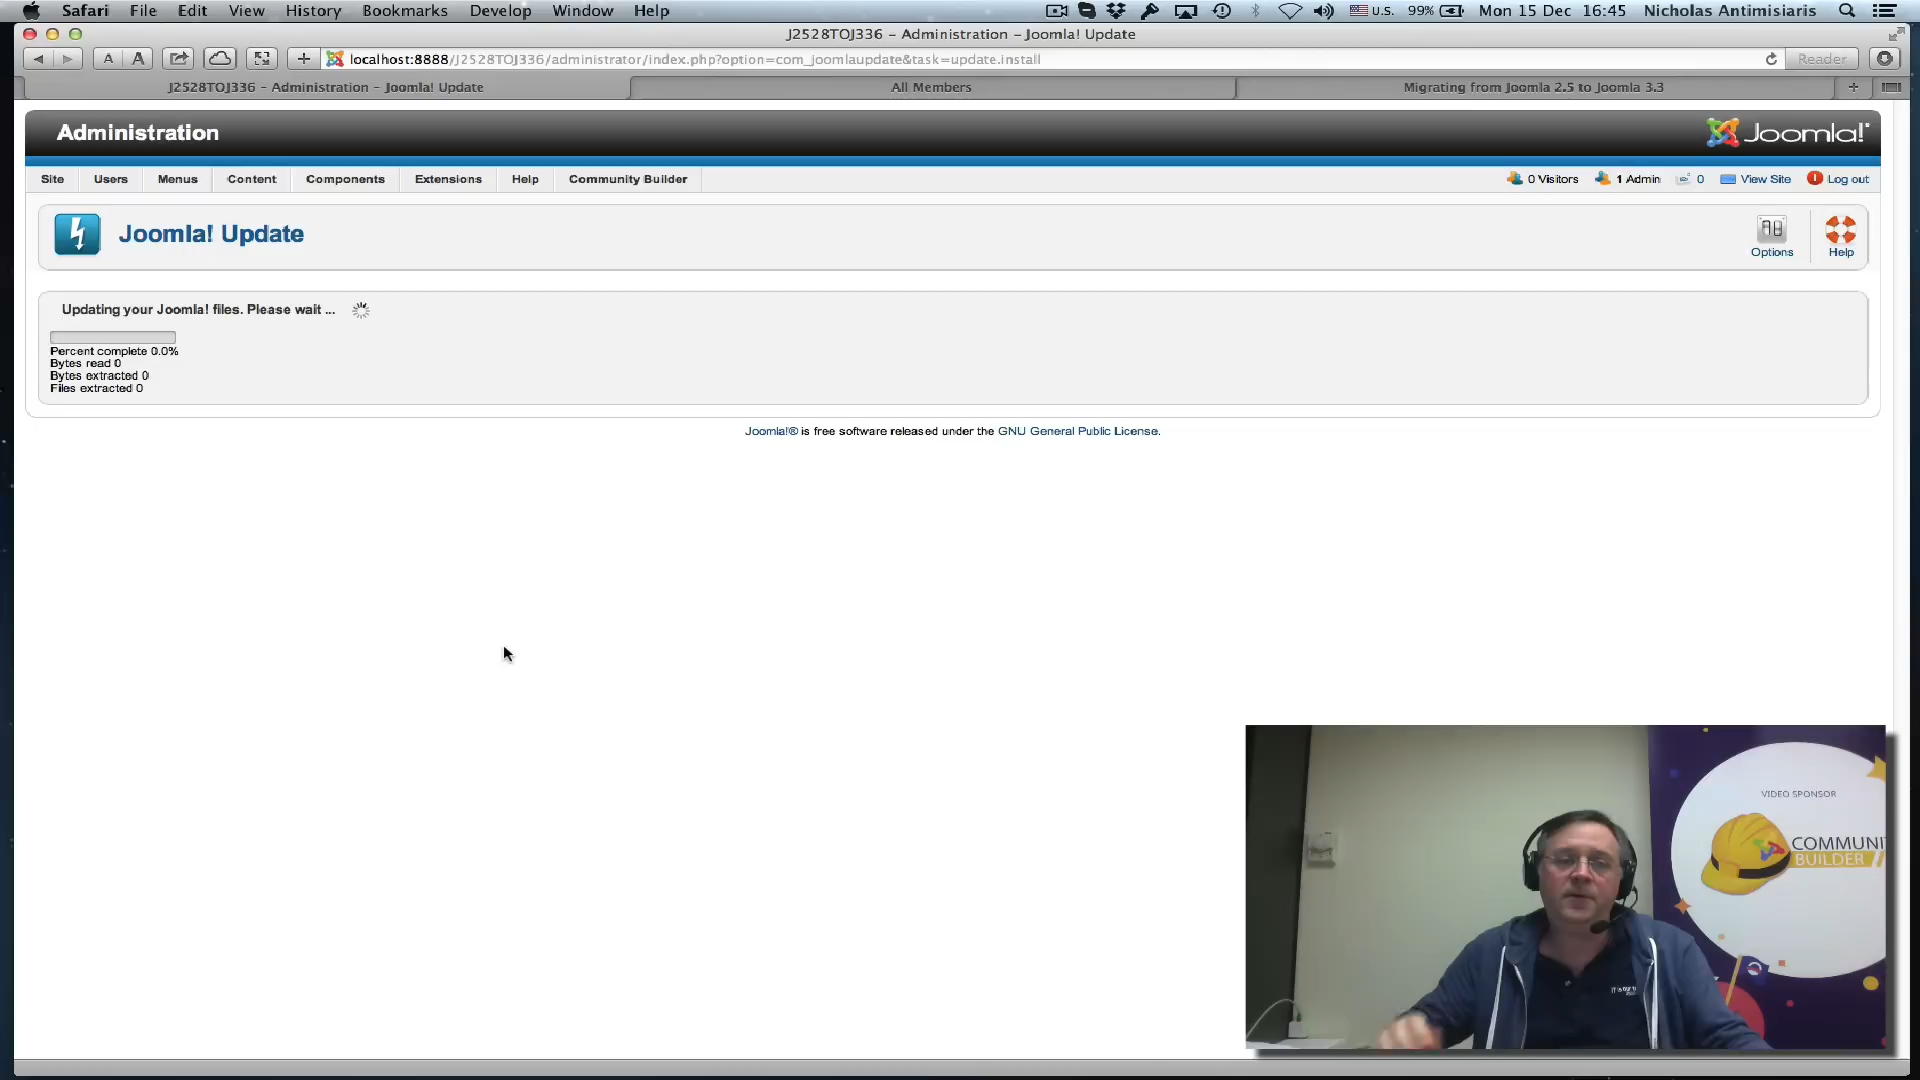 Safari File Edit View History Bookmarks Develop Window Help U.S. 99% Mon 15 Dec 16:45 Nicholas Antimisiaris
J2528TOJ336 – Administration – Joomla! Update
A A + localhost:8888/J2528TOJ336/administrator/index.php?option=com_joomlaupdate&task=update.install Reader
J2528TOJ336 – Administration – Joomla! Update All Members Migrating from Joomla 2.5 to Joomla 3.3 +
Administration Joomla!®
Site Users Menus Content Components Extensions Help Community Builder 0 Visitors 1 Admin 0 View Site Log out
Joomla! Update
Options Help
Updating your Joomla! files. Please wait ...
Percent complete 0.0%
Bytes read 0
Bytes extracted 0
Files extracted 0
Joomla!® is free software released under the GNU General Public License.
VIDEO SPONSOR
COMMUNI
BUILDER